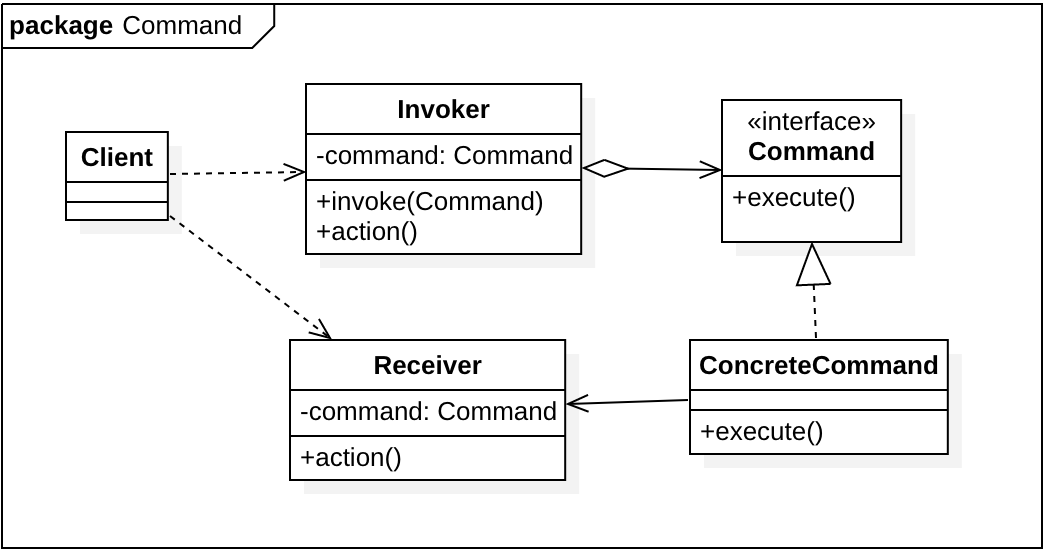 package Command
Client
Invoker
-command: Command
+invoke(Command)
+action()
«interface»
Command
+execute()
Receiver
-command: Command
+action()
ConcreteCommand
+execute()